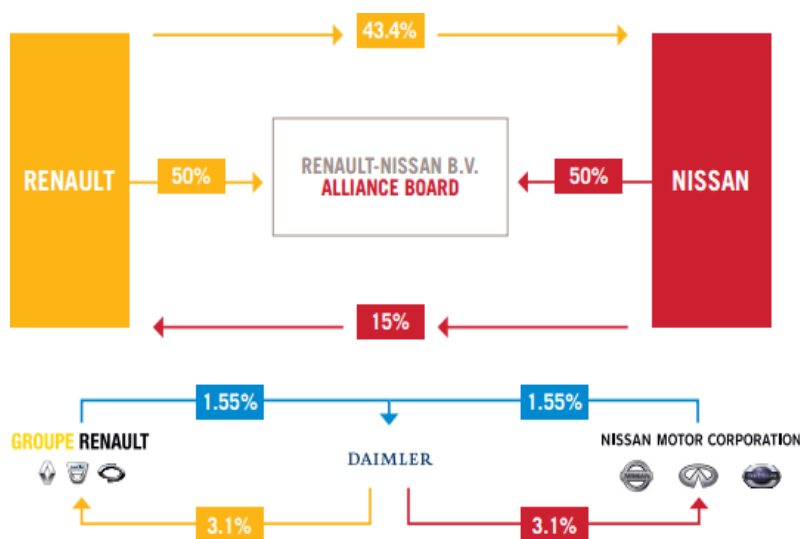 43.4%
RENAULT
50%
RENAULT-NISSAN B.V.
ALLIANCE BOARD
50%
NISSAN
15%
1.55%
1.55%
GROUPE RENAULT
DAIMLER
NISSAN MOTOR CORPORATION
NISSAN
3.1%
3.1%